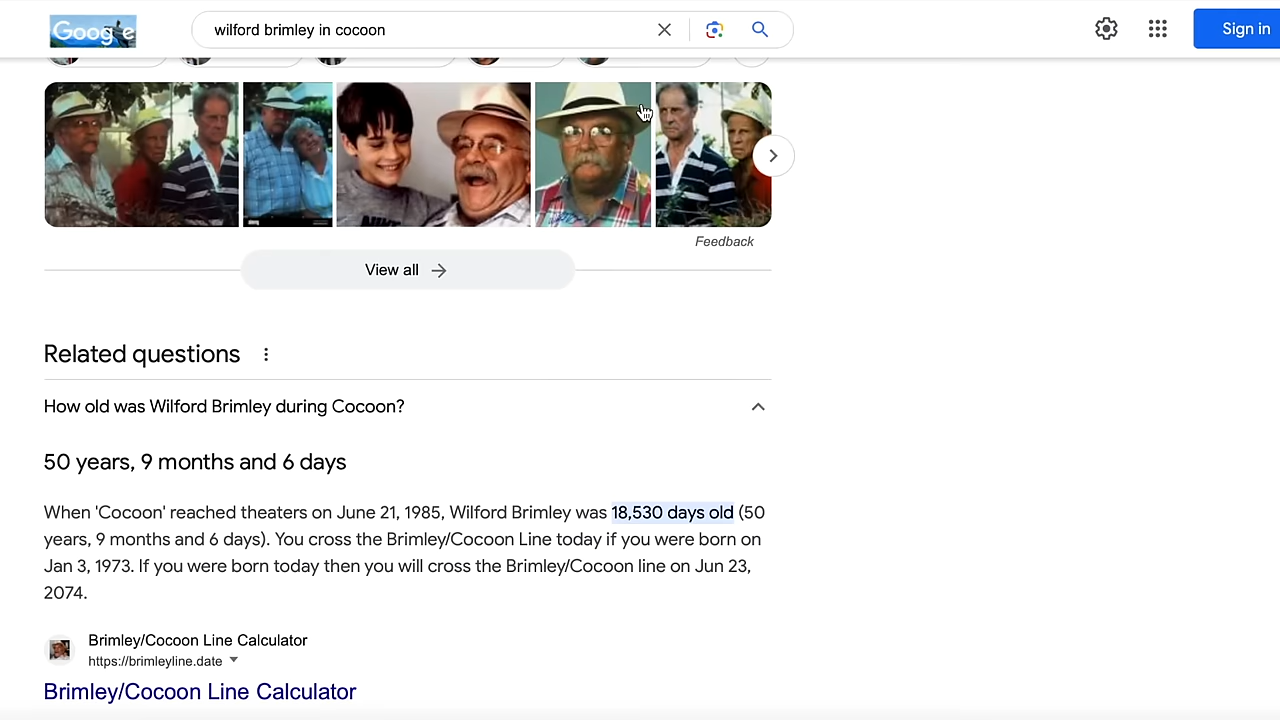 Goog e
wilford brimley in cocoon
Sign in
Feedback
View all
Related questions
How old was Wilford Brimley during Cocoon?
50 years, 9 months and 6 days
When 'Cocoon' reached theaters on June 21, 1985, Wilford Brimley was 18,530 days old (50
years, 9 months and 6 days). You cross the Brimley/Cocoon Line today if you were born on
Jan 3, 1973. If you were born today then you will cross the Brimley/Cocoon line on Jun 23,
2074.
Brimley/Cocoon Line Calculator
https://brimleyline.date
Brimley/Cocoon Line Calculator